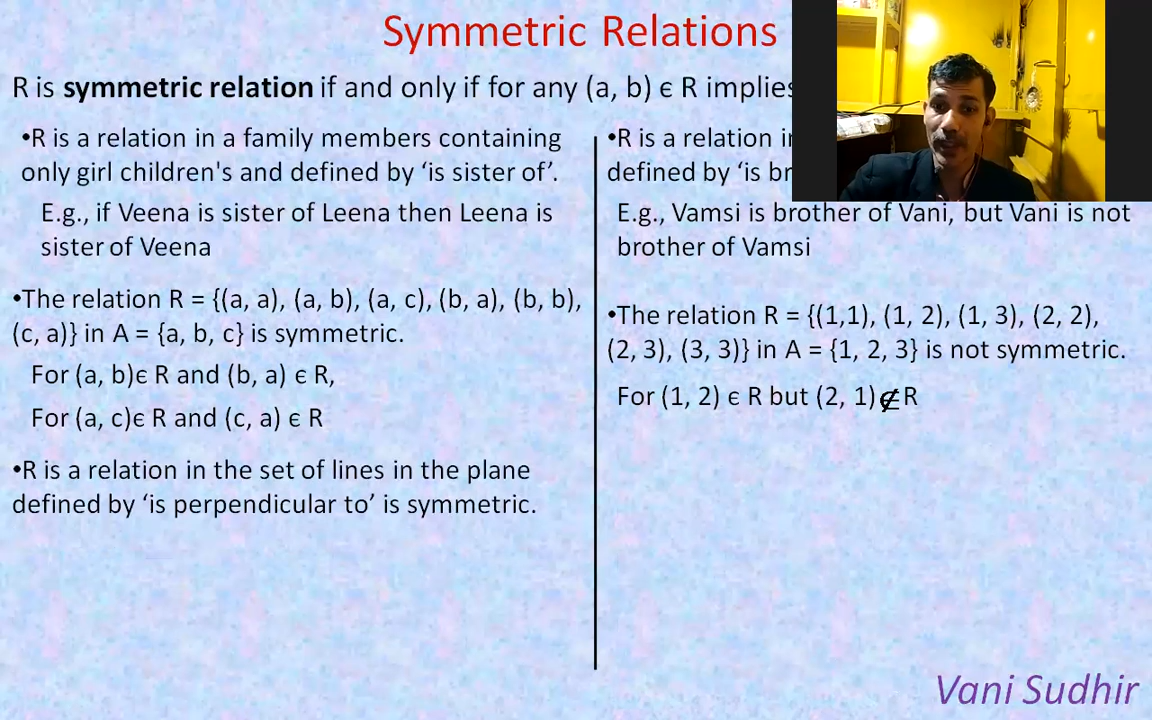 Symmetric Relations
R is symmetric relation if and only if for any (a, b) ϵ R implies
•R is a relation in a family members containing
only girl children's and defined by ‘is sister of’.
E.g., if Veena is sister of Leena then Leena is
sister of Veena
•The relation R = {(a, a), (a, b), (a, c), (b, a), (b, b),
(c, a)} in A = {a, b, c} is symmetric.
For (a, b)ϵ R and (b, a) ϵ R,
For (a, c)ϵ R and (c, a) ϵ R
•R is a relation in the set of lines in the plane
defined by ‘is perpendicular to’ is symmetric.
•R is a relation
defined by ‘is
E.g., Vamsi is brother of Vani, but Vani is not
brother of Vamsi
•The relation R = {(1,1), (1, 2), (1, 3), (2, 2),
(2, 3), (3, 3)} in A = {1, 2, 3} is not symmetric.
For (1, 2) ϵ R but (2, 1)∉R
Vani Sudhir